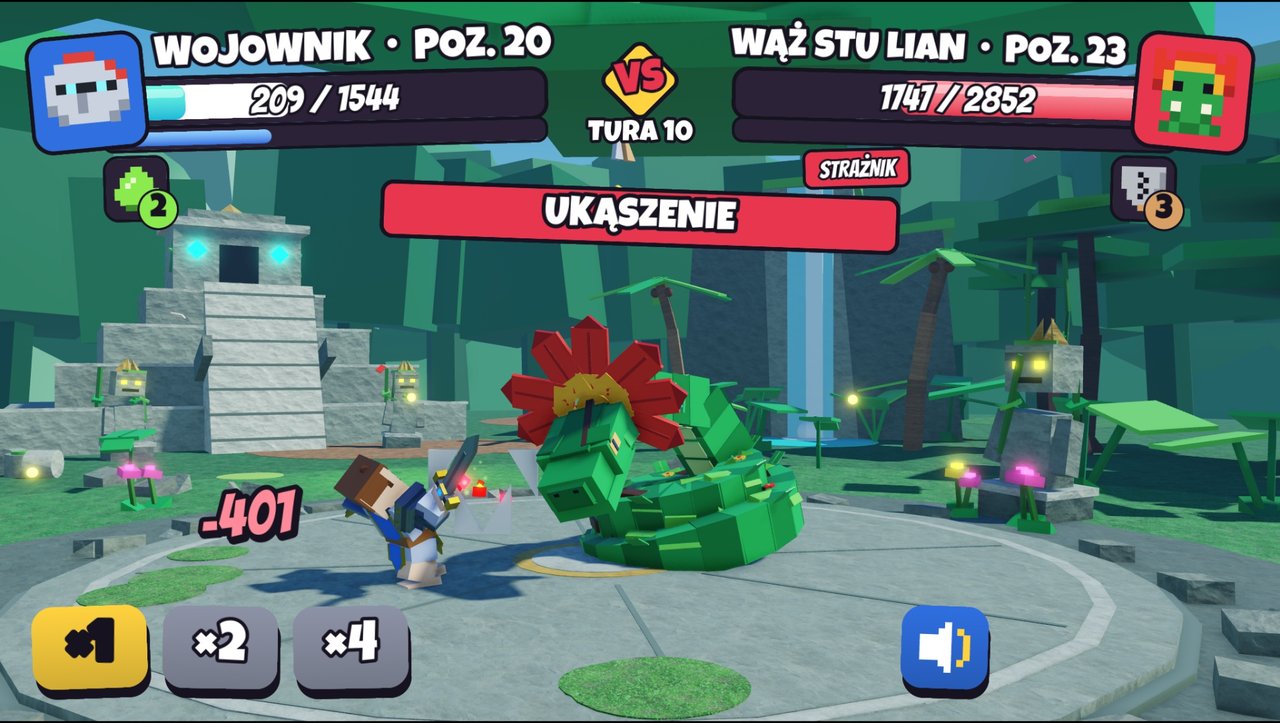 WOJOWNIK • POZ. 20
209 / 1544
VS
TURA 10
WĄŻ STU LIAN • POZ. 23
1747 / 2852
STRAŻNIK
2
3
UKĄSZENIE
-401
×1
×2
×4